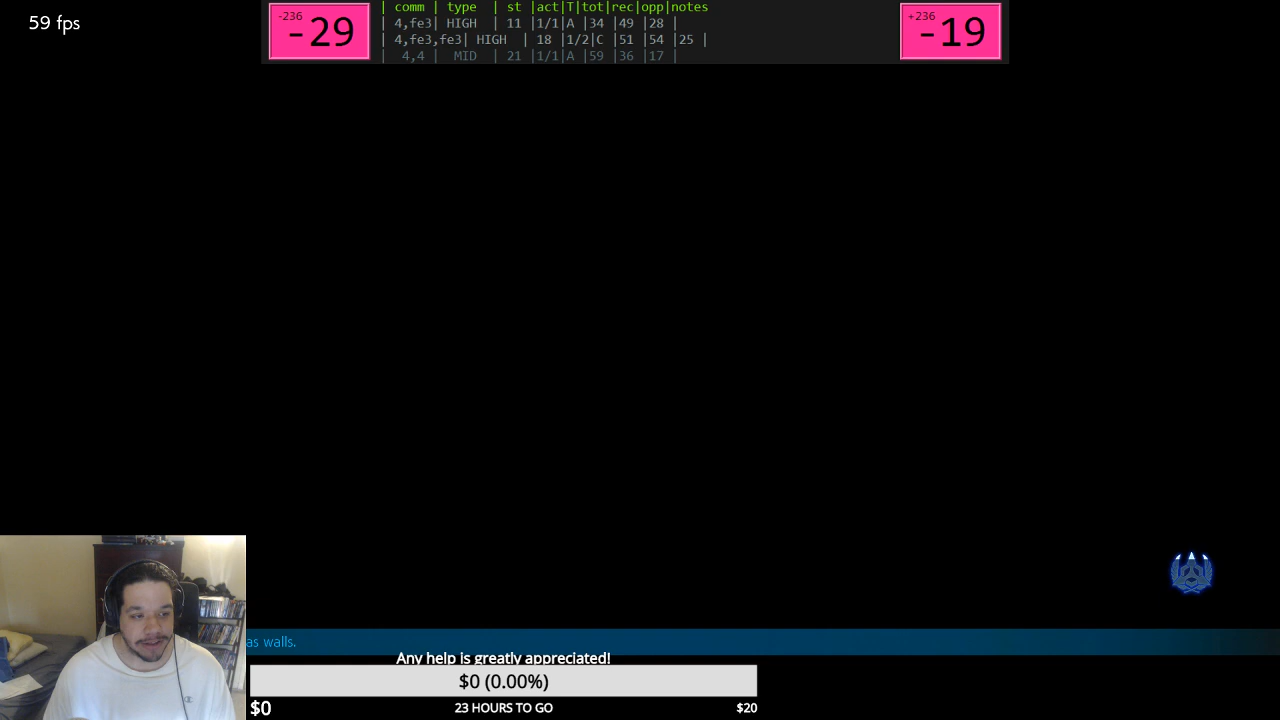 59 fps
-236
-29
| comm | type | st |act|T|tot|rec|opp|notes
| 4,fe3| HIGH | 11 |1/1|A |34 |49 |28 |
| 4,fe3,fe3| HIGH | 18 |1/2|C |51 |54 |25 |
| 4,4 | MID | 21 |1/1|A |59 |36 |17 |
+236
-19
as walls.
Any help is greatly appreciated!
$0 (0.00%)
$0 23 HOURS TO GO $20